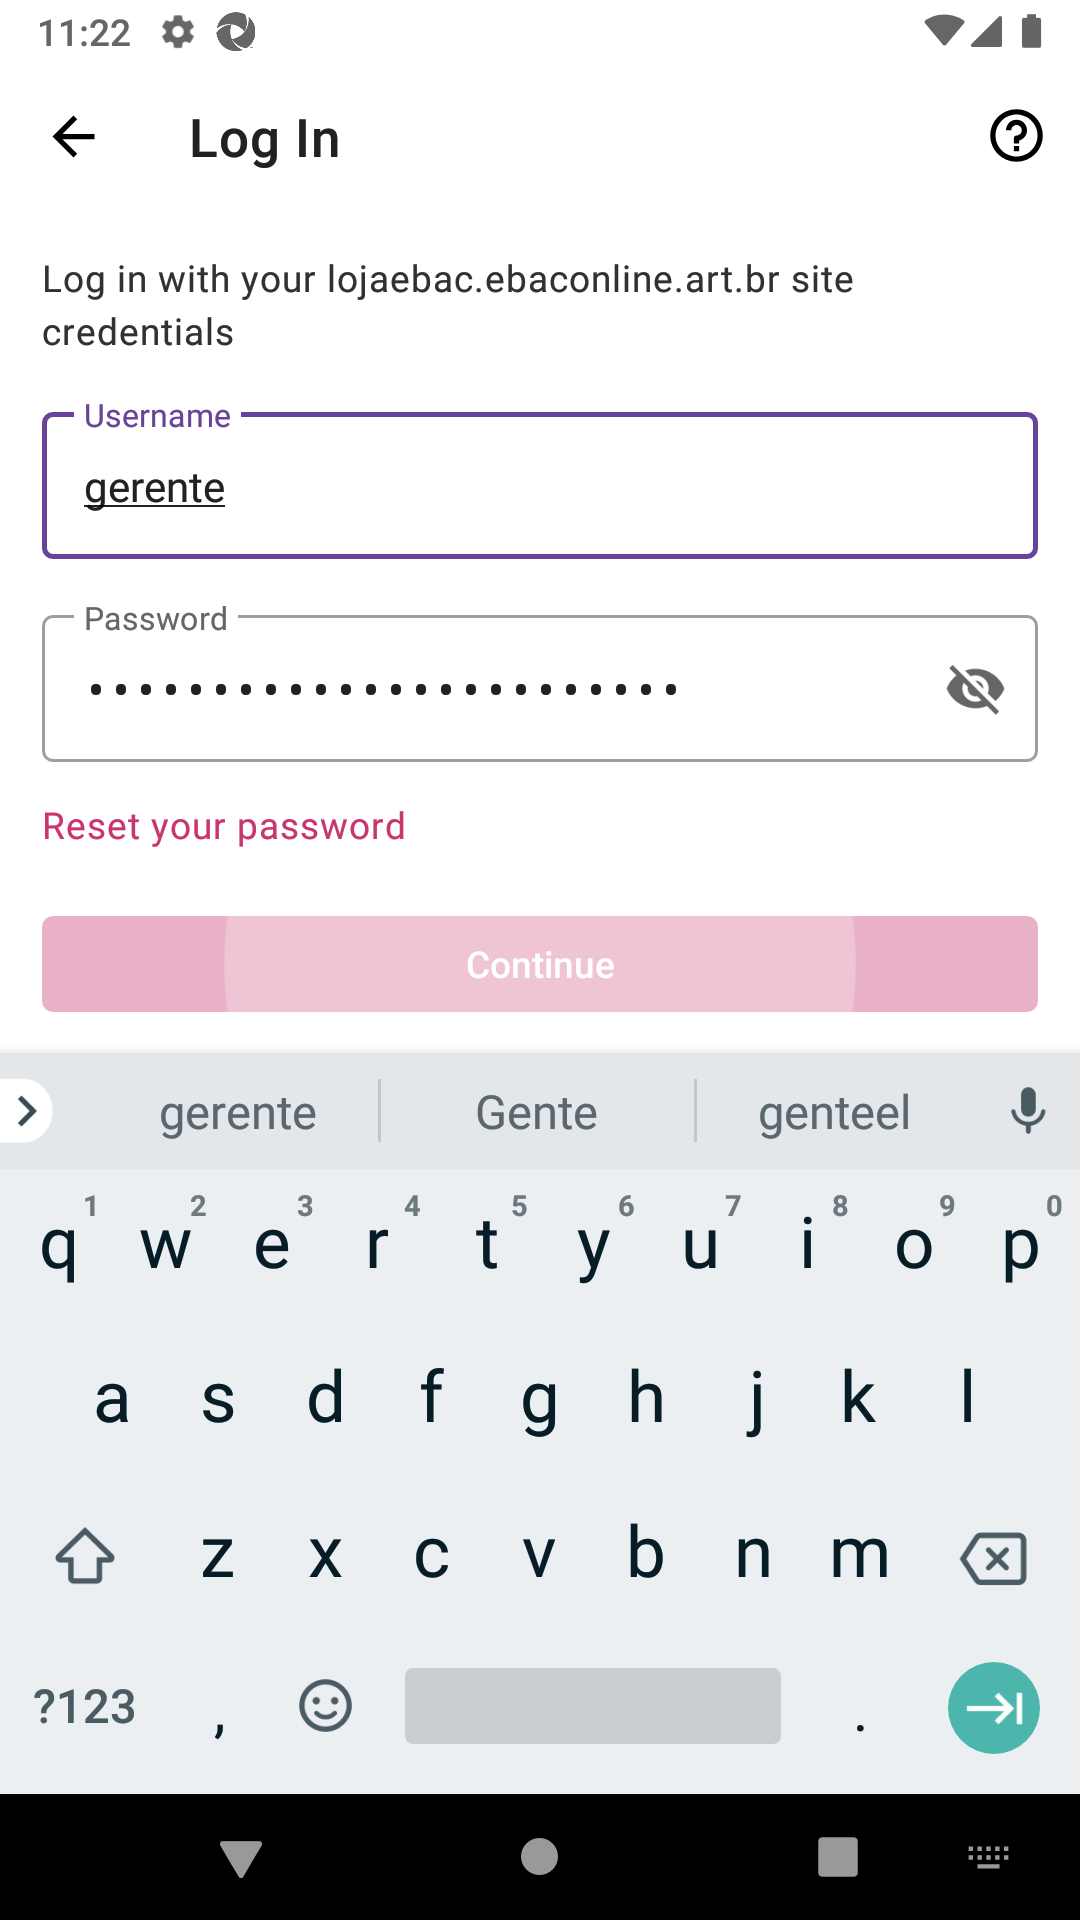 11:22
Log In
Log in with your lojaebac.ebaconline.art.br site
credentials
Username
gerente
Password
••••••••••••••••••••••••
Reset your password
Continue
gerente Gente genteel
1 2 3 4 5 6 7 8 9 0
q w e r t y u i o p
a s d f g h j k l
z x c v b n m
?123 , .